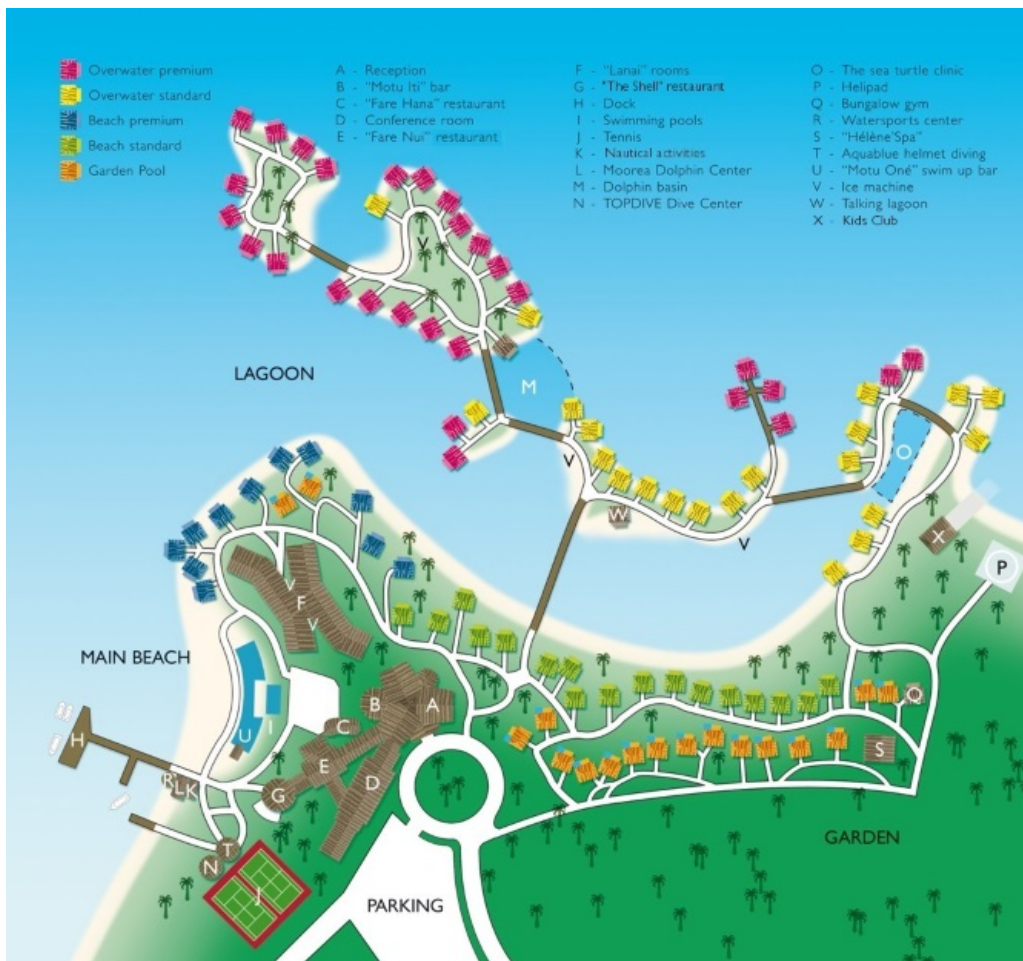 Overwater premium
Overwater standard
Beach premium
Beach standard
Garden Pool
A - Reception
B - "Motu Iti" bar
C - "Fare Hana" restaurant
D - Conference room
E - "Fare Nui" restaurant
F - "Lanai" rooms
G - "The Shell" restaurant
H - Dock
I - Swimming pools
J - Tennis
K - Nautical activities
L - Moorea Dolphin Center
M - Dolphin basin
N - TOPDIVE Dive Center
O - The sea turtle clinic
P - Helipad
Q - Bungalow gym
R - Watersports center
S - "Hélène Spa"
T - Aquablue helmet diving
U - "Motu Oné" swim up bar
V - Ice machine
W - Talking lagoon
X - Kids Club
V
LAGOON
M
O
V
W
V
X
P
V
F
V
MAIN BEACH
Q
B
A
I
C
U
H
S
E
D
R
L K
G
GARDEN
T
N
J
PARKING